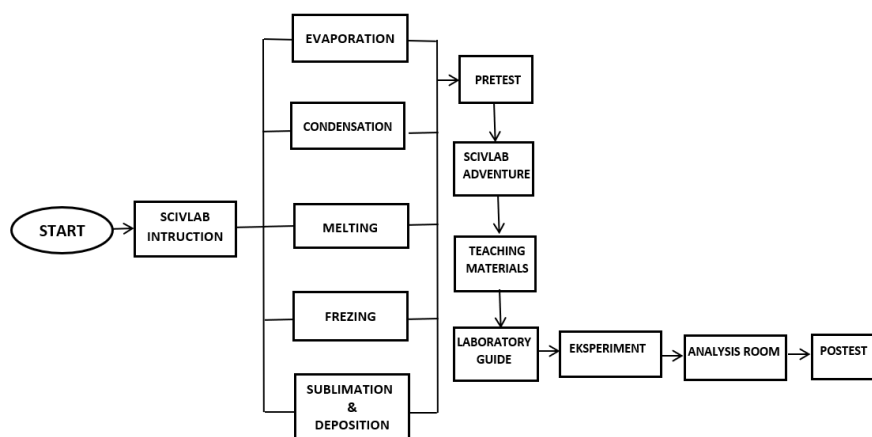 START
SCIVLAB
INTRUCTION
EVAPORATION
CONDENSATION
MELTING
FREZING
SUBLIMATION
&
DEPOSITION
PRETEST
SCIVLAB
ADVENTURE
TEACHING
MATERIALS
LABORATORY
GUIDE
EKSPERIMENT
ANALYSIS ROOM
POSTEST